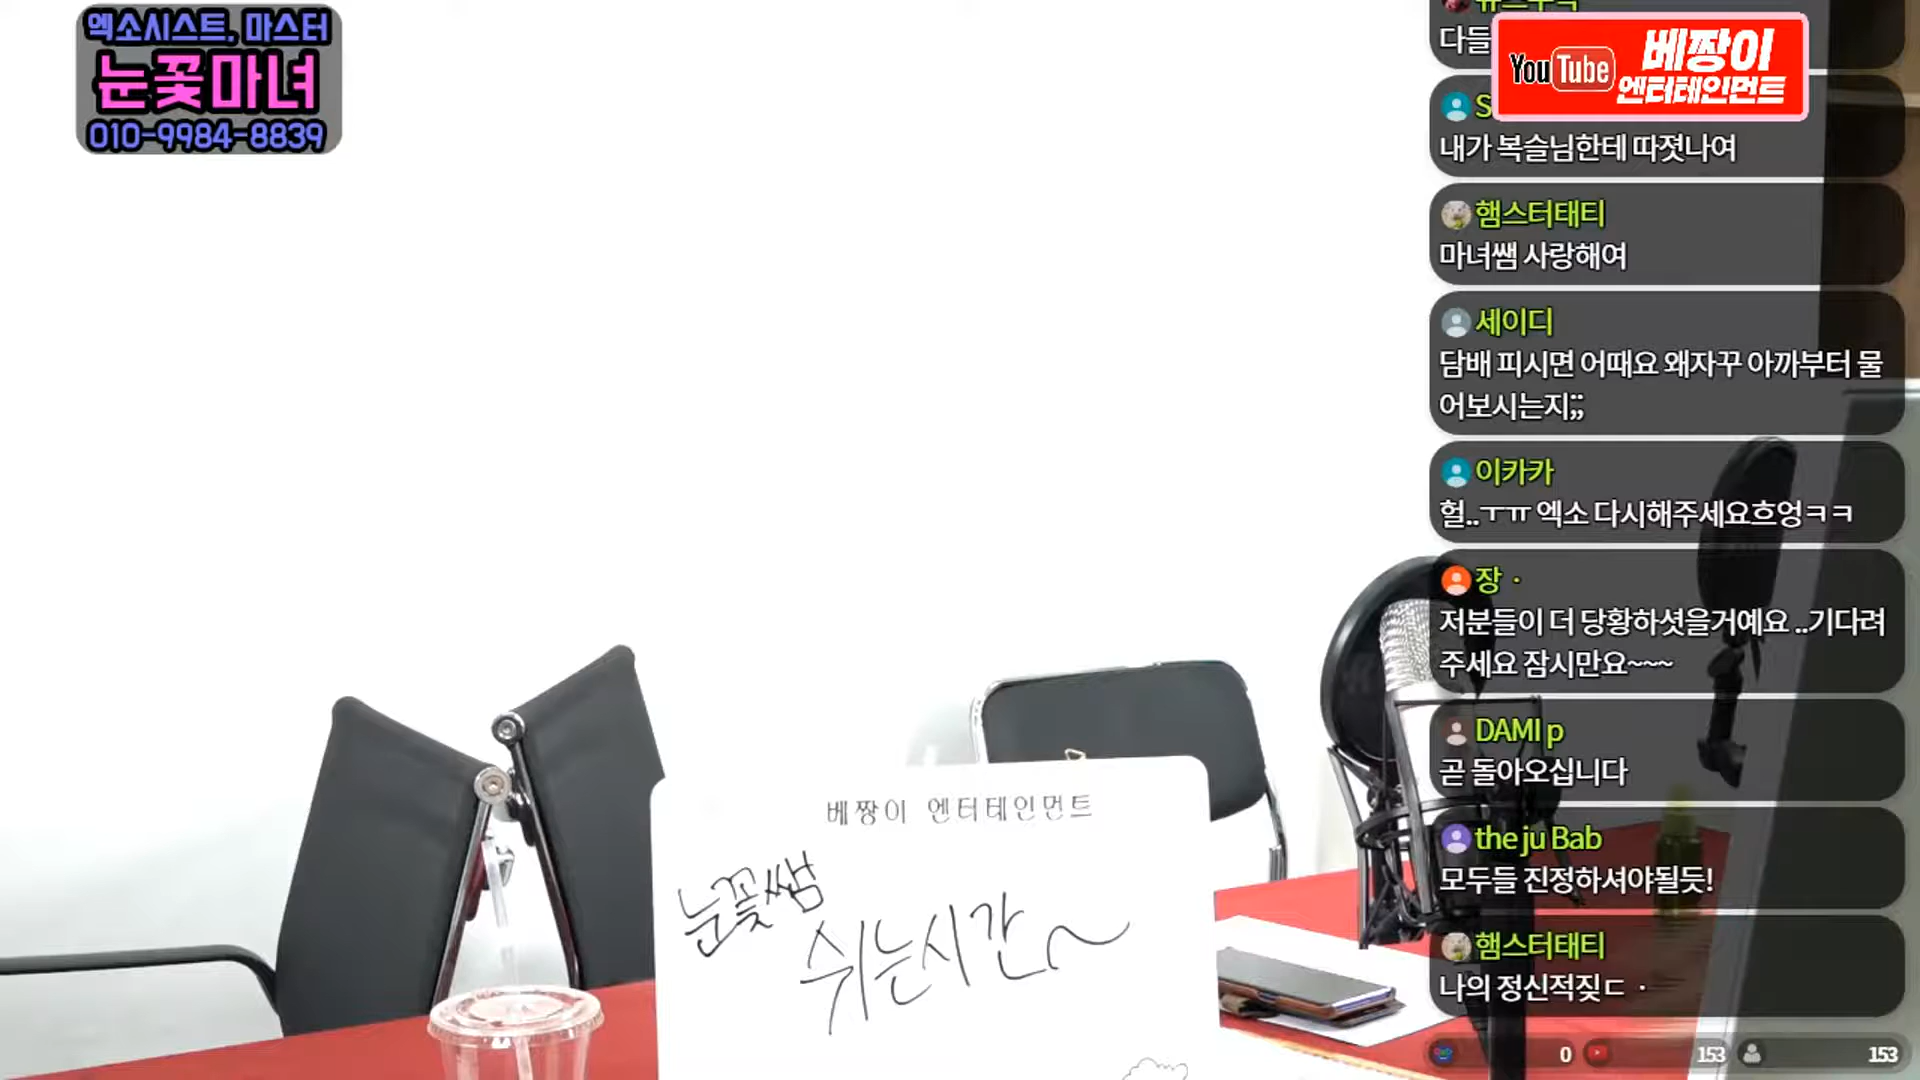 엑소시스트, 마스터
눈꽃마녀
010-9984-8839
다들
YouTube
베짱이
엔터테인먼트
S
내가 복슬님한테 따졋나여
햄스터태티
마녀쌤 사랑해여
세이디
담배 피시면 어때요 왜자꾸 아까부터 물
어보시는지;;
이카카
헐..ㅜㅠ 엑소 다시해주세요흐엉ㅋㅋ
장 ·
저분들이 더 당황하셧을거예요 ..기다려
주세요 잠시만요~~~
DAMI p
곧 돌아오십니다
the ju Bab
모두들 진정하셔야될듯!
햄스터태티
나의 정신적짖ㄷ ·
0 153 153
베짱이 엔터테인먼트
눈꽃쌤
쉬는시간~